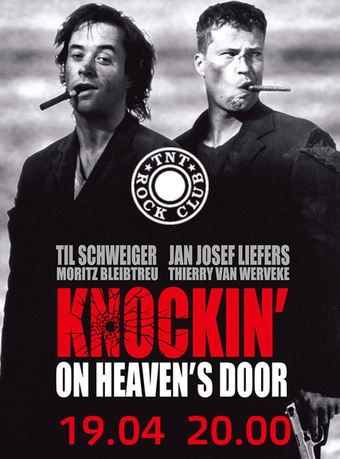 TNT
ROCK CLUB
TIL SCHWEIGER JAN JOSEF LIEFERS
MORITZ BLEIBTREU THIERRY VAN WERVEKE
KNOCKIN'
ON HEAVEN'S DOOR
19.04 20.00